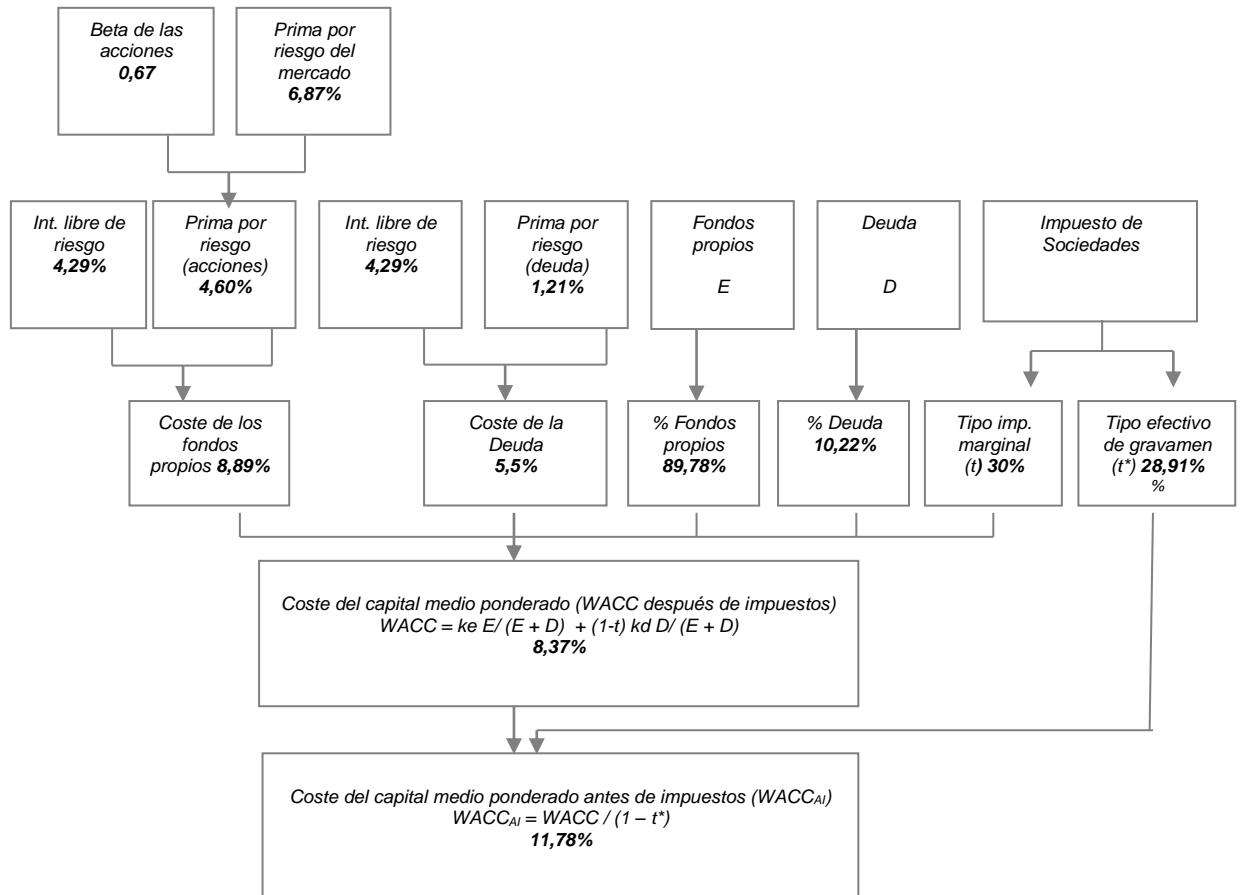 Beta de las
acciones
0,67
Prima por
riesgo del
mercado
6,87%
Int. libre de
riesgo
4,29%
Prima por
riesgo
(acciones)
4,60%
Int. libre de
riesgo
4,29%
Prima por
riesgo
(deuda)
1,21%
Fondos
propios
E
Deuda
D
Impuesto de
Sociedades
Coste de los
fondos
propios 8,89%
Coste de la
Deuda
5,5%
% Fondos
propios
89,78%
% Deuda
10,22%
Tipo imp.
marginal
(t) 30%
Tipo efectivo
de gravamen
(t*) 28,91%
%
Coste del capital medio ponderado (WACC después de impuestos)
WACC = ke E/ (E + D) + (1-t) kd D/ (E + D)
8,37%
Coste del capital medio ponderado antes de impuestos (WACCAI)
WACCAI = WACC / (1 – t*)
11,78%